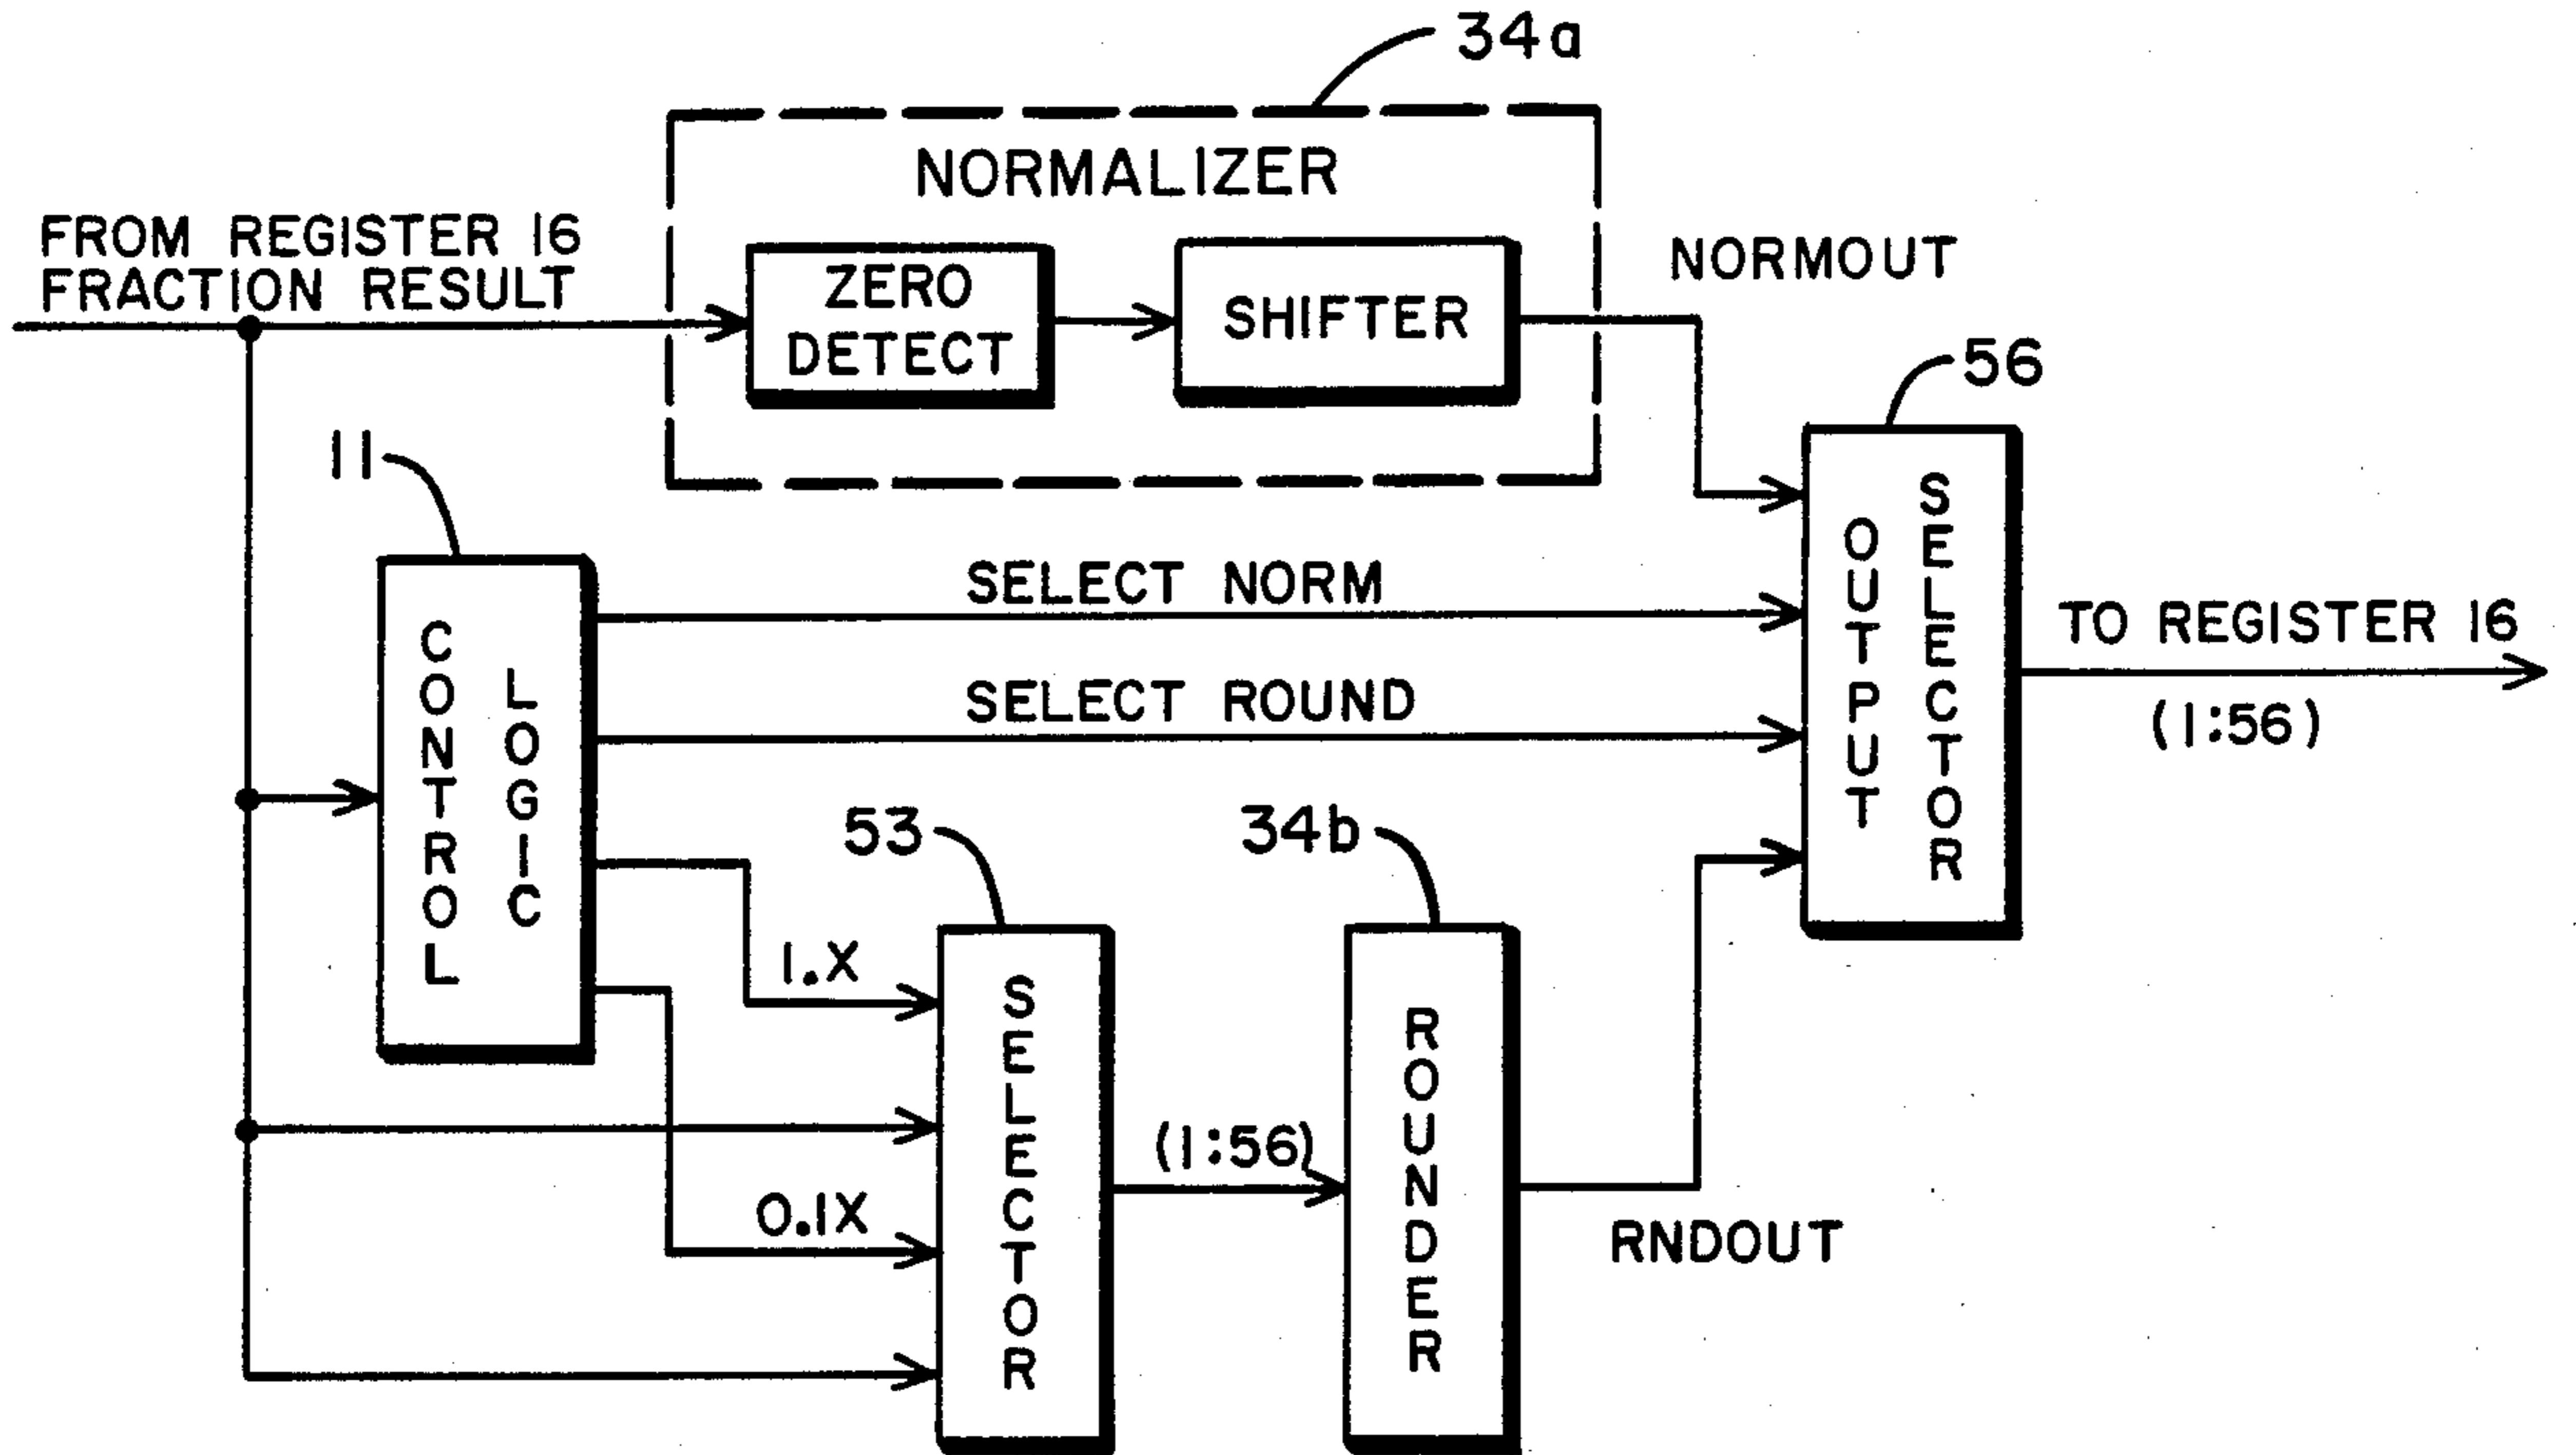 34a
NORMALIZER
FROM REGISTER 16
FRACTION RESULT
ZERO
DETECT
SHIFTER
NORMOUT
56
11
OUTPUT
SELECTOR
SELECT NORM
TO REGISTER 16
(1:56)
CONTROL
LOGIC
SELECT ROUND
53
34b
1.X
SELECTOR
ROUNDER
(1:56)
0.1X
RNDOUT